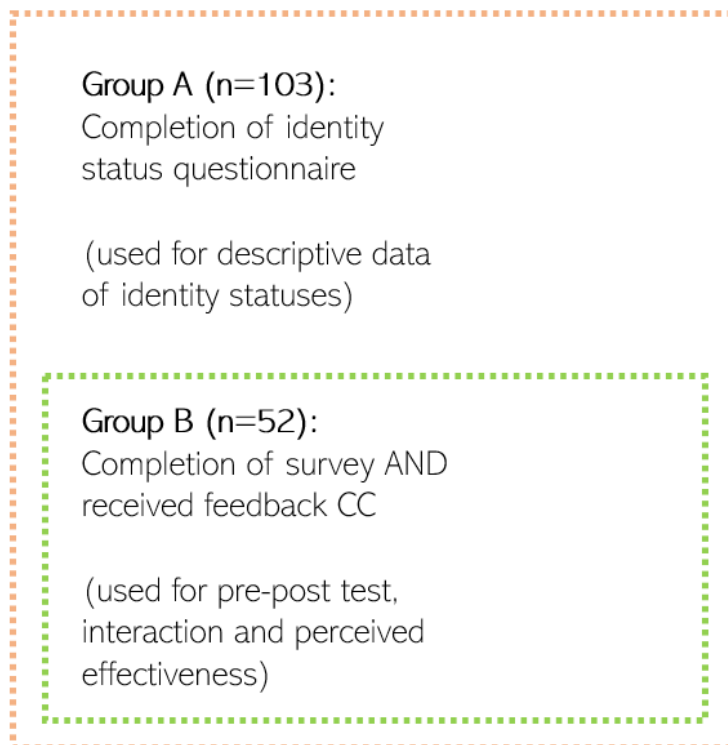 Group A (n=103):
Completion of identity
status questionnaire
(used for descriptive data
of identity statuses)
Group B (n=52):
Completion of survey AND
received feedback CC
(used for pre-post test,
interaction and perceived
effectiveness)